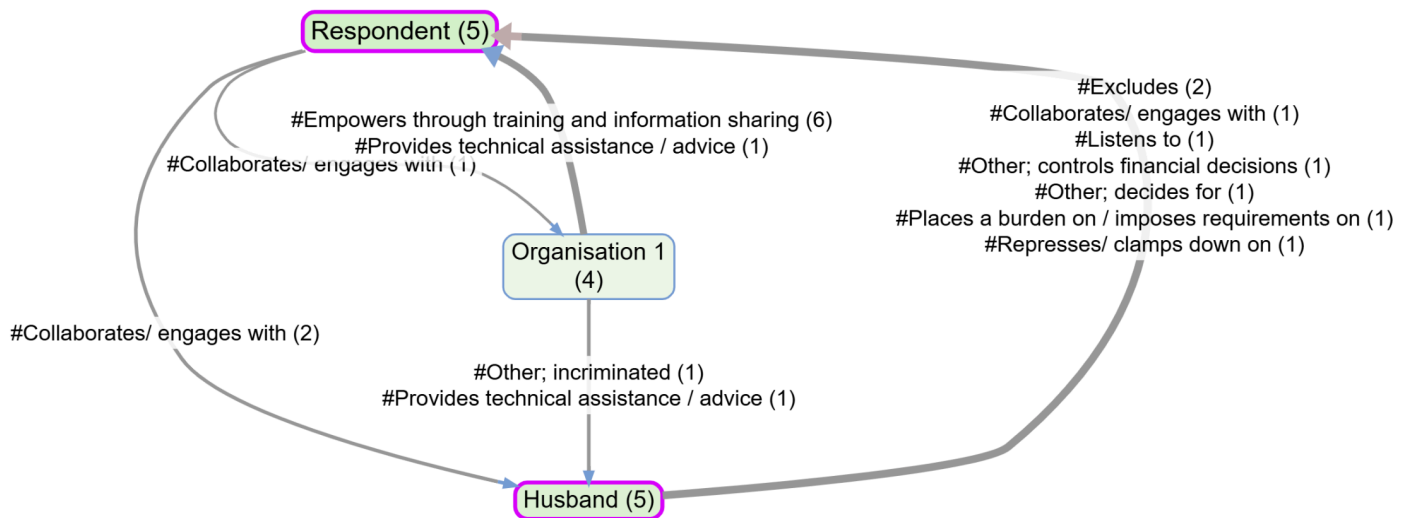 Respondent (5)
#Excludes (2)
#Collaborates/ engages with (1)
#Listens to (1)
#Other; controls financial decisions (1)
#Other; decides for (1)
#Places a burden on / imposes requirements on (1)
#Represses/ clamps down on (1)
#Empowers through training and information sharing (6)
#Provides technical assistance / advice (1)
#Collaborates/ engages with (1)
Organisation 1
(4)
#Collaborates/ engages with (2)
#Other; incriminated (1)
#Provides technical assistance / advice (1)
Husband (5)